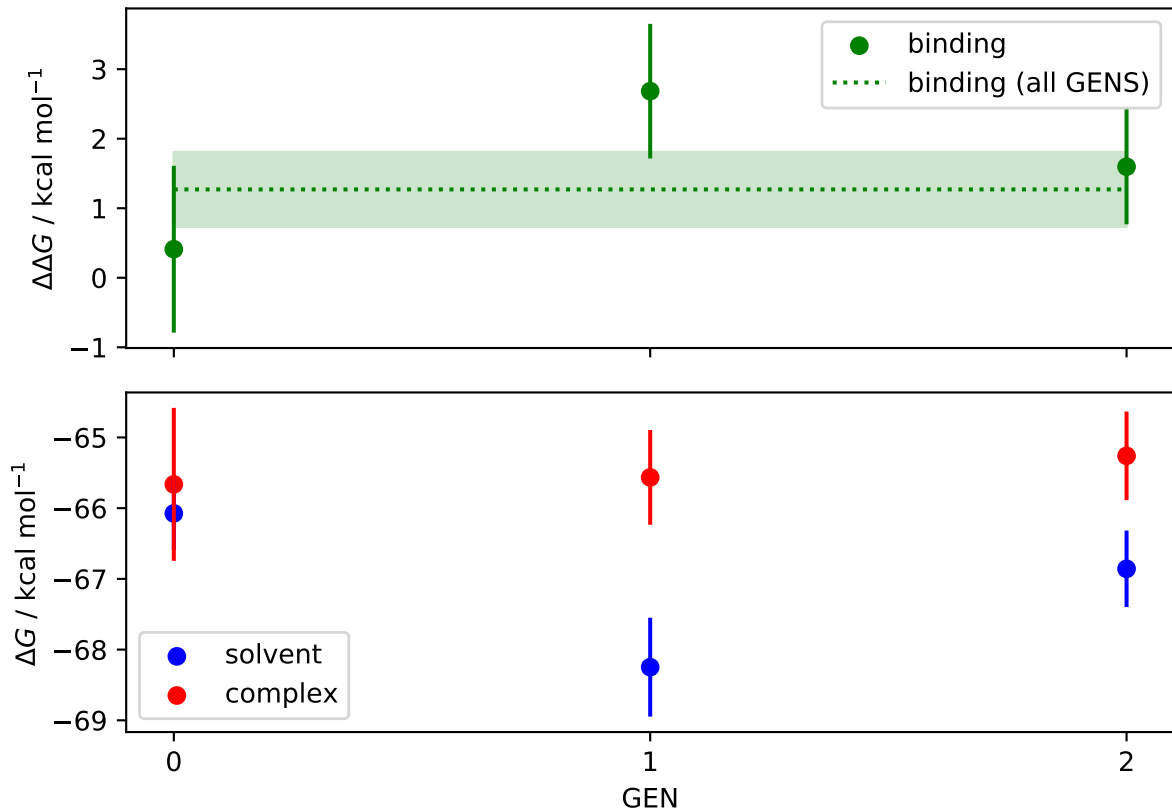 3
2
1
0
−1
ΔΔG / kcal mol⁻¹
binding
binding (all GENS)
−65
−66
−67
−68
−69
ΔG / kcal mol⁻¹
solvent
complex
0 1 2
GEN